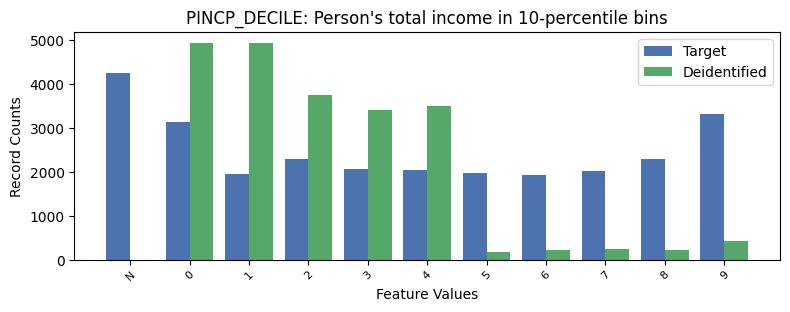 PINCP_DECILE: Person's total income in 10-percentile bins
Target
Deidentified
Record Counts
5000
4000
3000
2000
1000
0
N 0 1 2 3 4 5 6 7 8 9
Feature Values